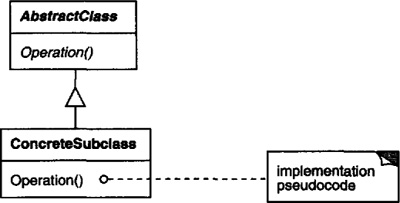 AbstractClass
Operation()
ConcreteSubclass
Operation()
implementation
pseudocode